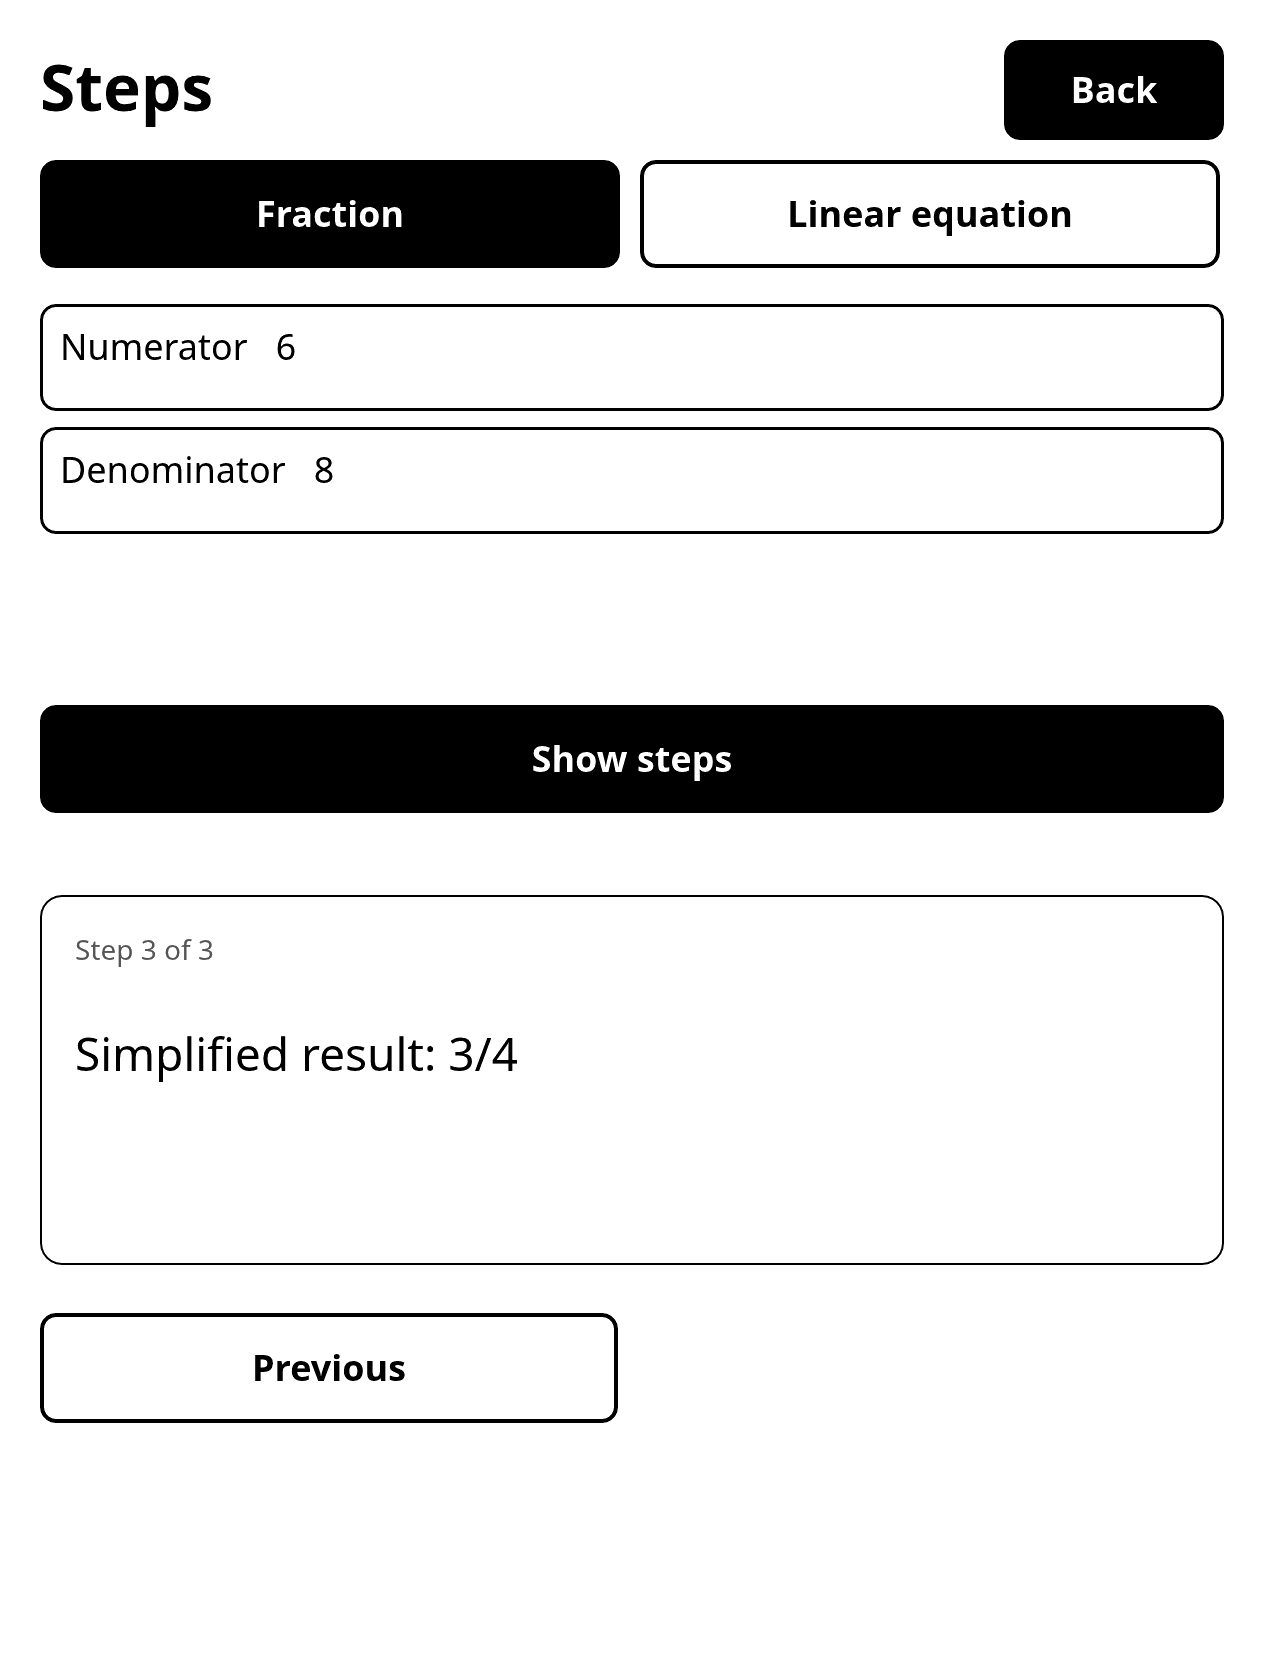 Steps
Back
Fraction
Linear equation
Numerator 6
Denominator 8
Show steps
Step 3 of 3
Simplified result: 3/4
Previous